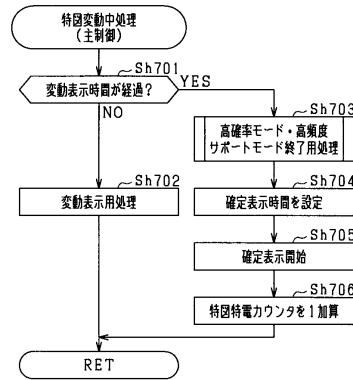 特図変動中処理
(主制御)
Sh701
変動表示時間が経過?
YES
NO
Sh703
高確率モード・高頻度
サポートモード終了用処理
Sh702
変動表示用処理
Sh704
確定表示時間を設定
Sh705
確定表示開始
Sh706
特図特電カウンタを1加算
RET